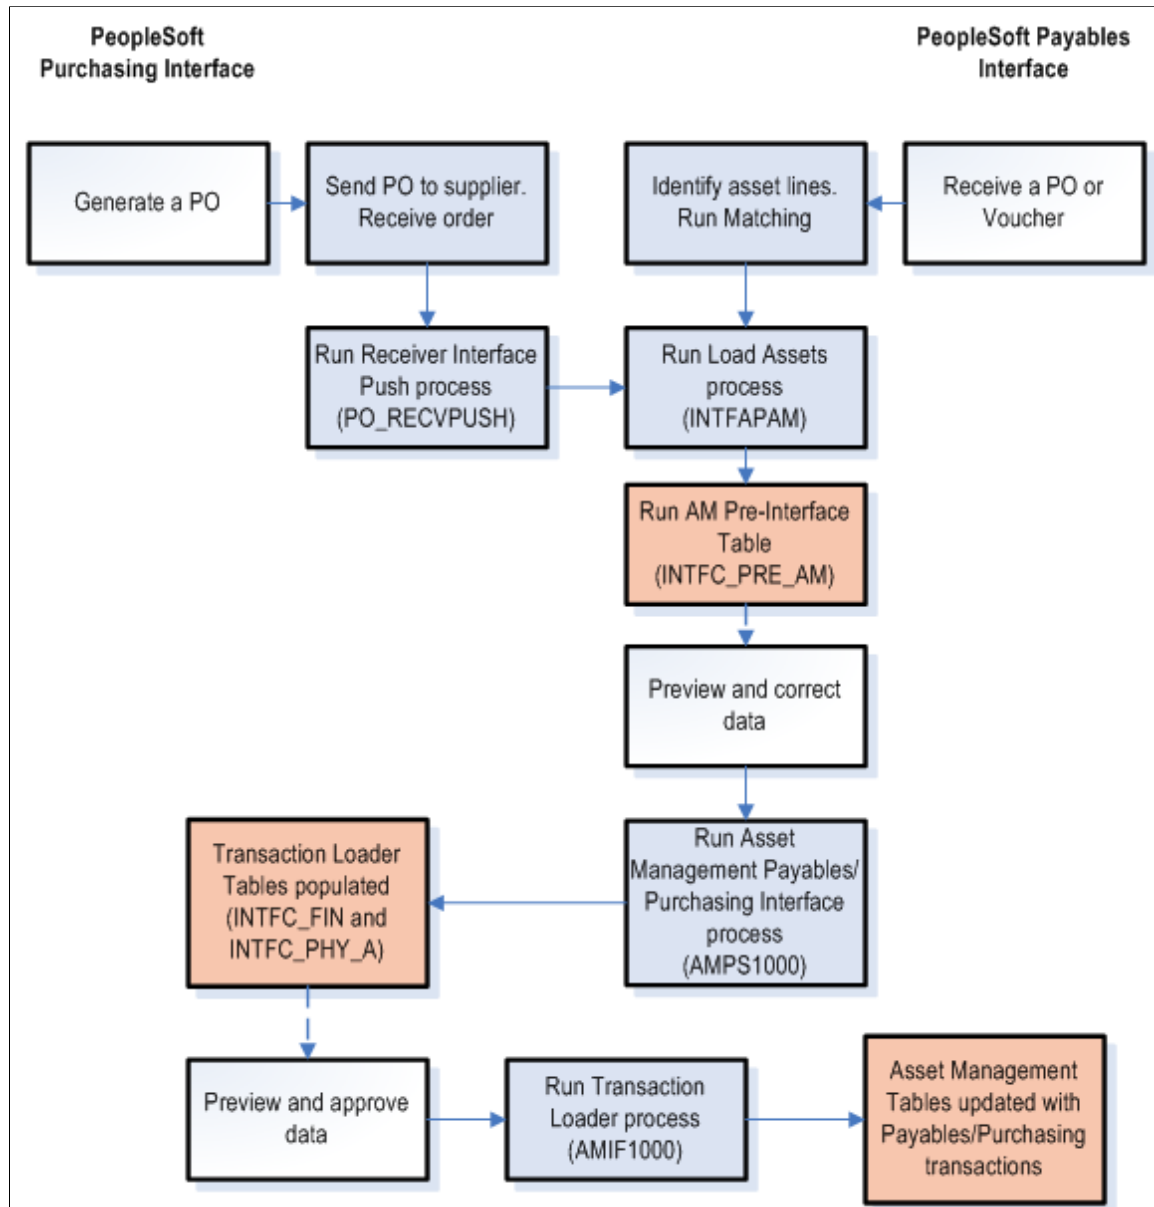 PeopleSoft
Purchasing Interface
PeopleSoft Payables
Interface
Generate a PO
Send PO to supplier.
Receive order
Identify asset lines.
Run Matching
Receive a PO or
Voucher
Run Receiver Interface
Push process
(PO_RECVPUSH)
Run Load Assets
process
(INTFAPAM)
Run AM Pre-Interface
Table
(INTFC_PRE_AM)
Preview and correct
data
Run Asset
Management Payables/
Purchasing Interface
process
(AMPS1000)
Transaction Loader
Tables populated
(INTFC_FIN and
INTFC_PHY_A)
Preview and approve
data
Run Transaction
Loader process
(AMIF1000)
Asset Management
Tables updated with
Payables/Purchasing
transactions